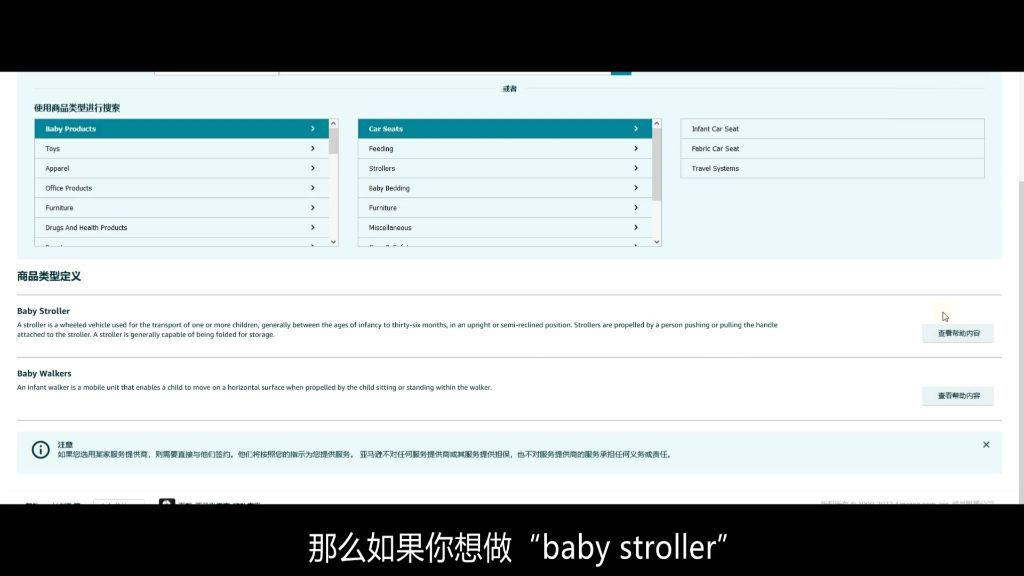 或者
使用商品类型进行搜索
Baby Products
Toys
Apparel
Office Products
Furniture
Drugs And Health Products
Car Seats
Feeding
Strollers
Baby Bedding
Furniture
Miscellaneous
Infant Car Seat
Fabric Car Seat
Travel Systems
商品类型定义
Baby Stroller
A stroller is a wheeled vehicle used for the transport of one or more children, generally between the ages of infancy to thirty-six months, in an upright or semi-reclined position. Strollers are propelled by a person pushing or pulling the handle
attached to the stroller. A stroller is generally capable of being folded for storage.
查看帮助内容
Baby Walkers
An infant walker is a mobile unit that enables a child to move on a horizontal surface when propelled by the child sitting or standing within the walker.
查看帮助内容
注意
如果您选用某家服务提供商，则需要直接与他们签约。他们将按照您的指示为您提供服务。 亚马逊不对任何服务提供商或其服务提供担保，也不对服务提供商的服务承担任何义务或责任。
那么如果你想做“baby stroller”